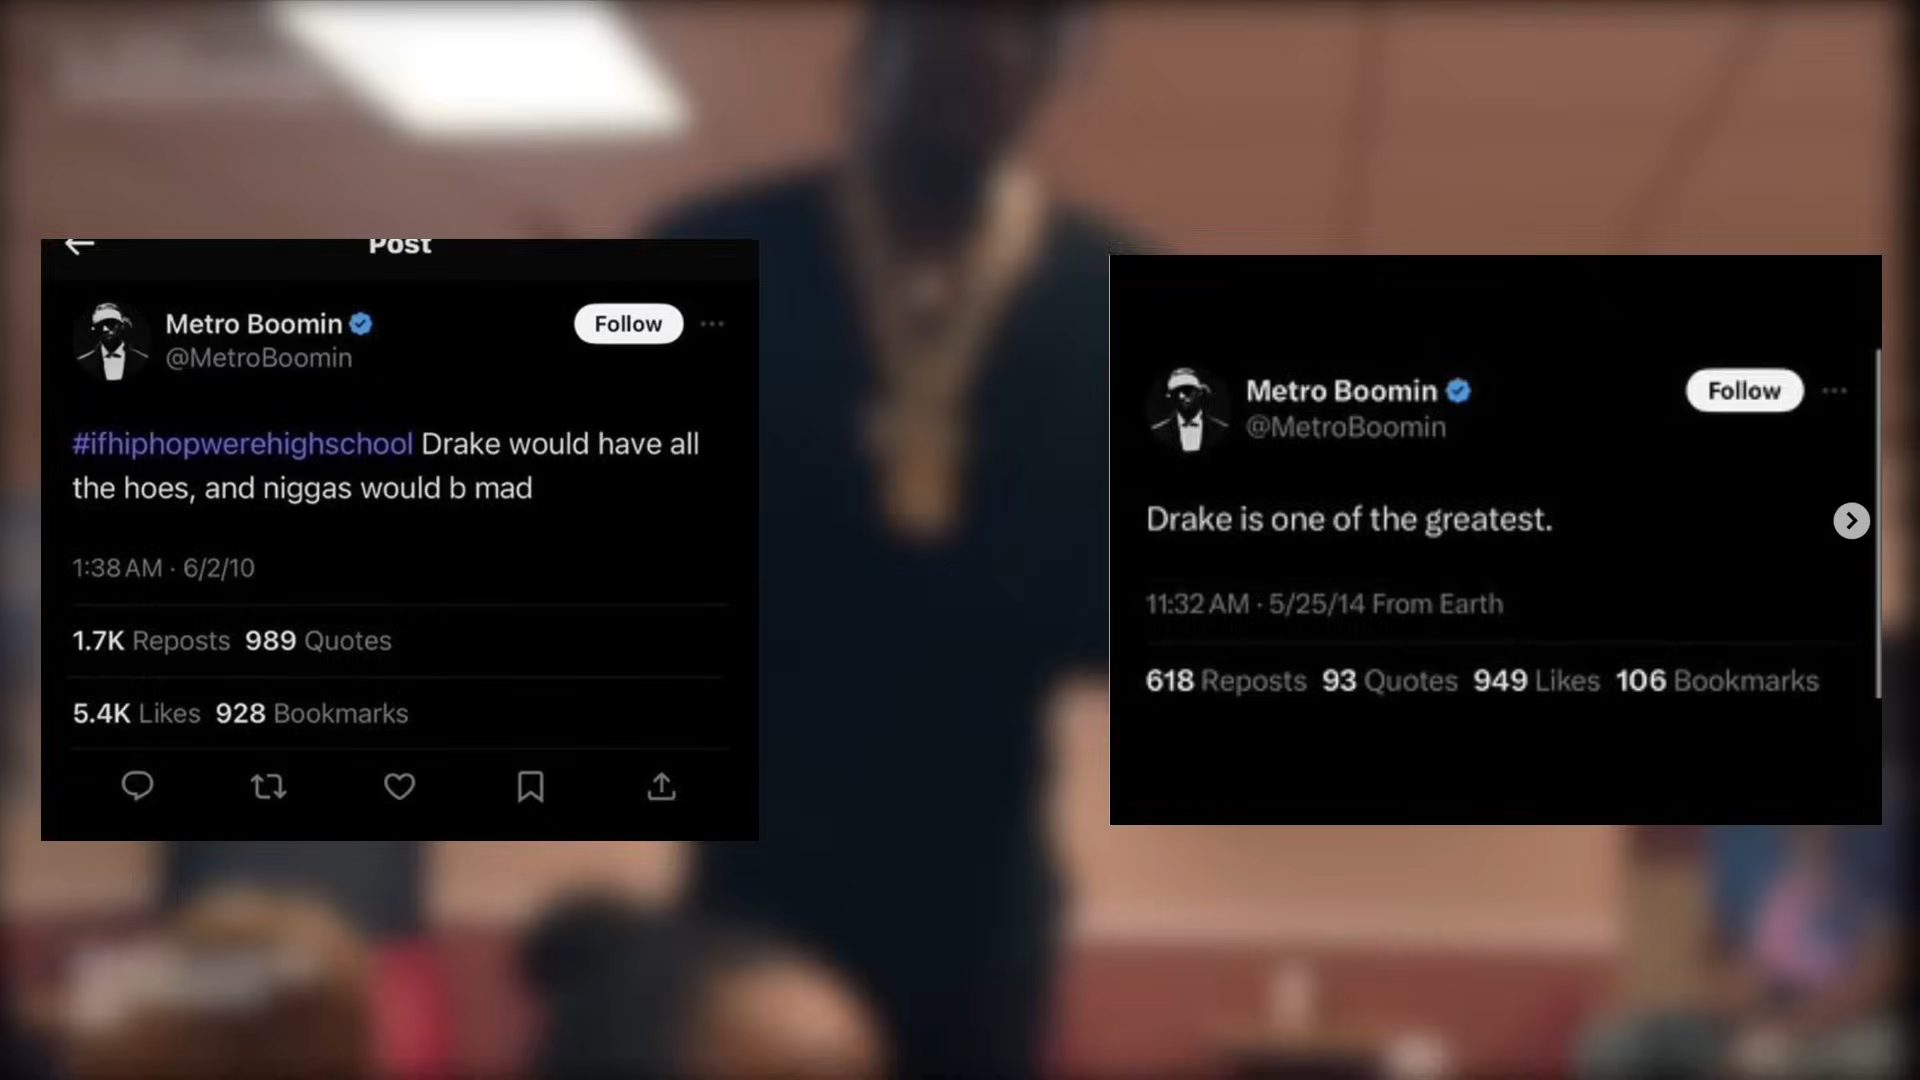 Post
Metro Boomin
Follow
@MetroBoomin
#ifhiphopwerehighschool Drake would have all
the hoes, and niggas would b mad
1:38 AM · 6/2/10
1.7K Reposts 989 Quotes
5.4K Likes 928 Bookmarks
Metro Boomin
Follow
@MetroBoomin
Drake is one of the greatest.
11:32 AM · 5/25/14 From Earth
618 Reposts 93 Quotes 949 Likes 106 Bookmarks